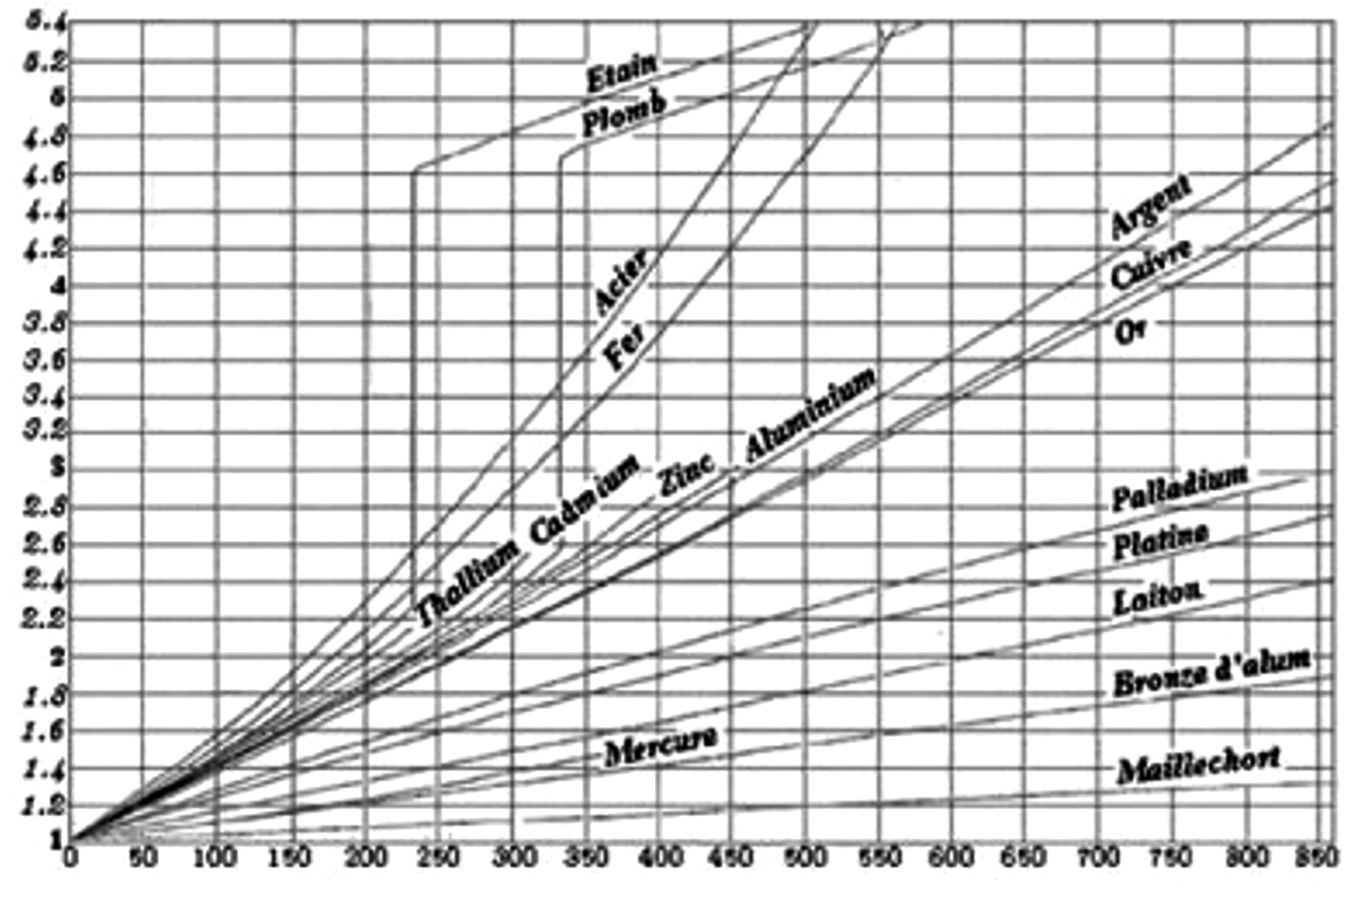 5.4
5.2
5
4.8
4.6
4.4
4.2
4
3.8
3.6
3.4
3.2
3
2.8
2.6
2.4
2.2
2
1.8
1.6
1.4
1.2
1
Etain
Plomb
Acier
Fer
Argent
Cuivre
Or
Thallium
Cadmium
Zinc
Aluminium
Palladium
Platine
Laiton
Bronze d'alum
Mercure
Maillechort
0 50 100 150 200 250 300 350 400 450 500 550 600 650 700 750 800 850